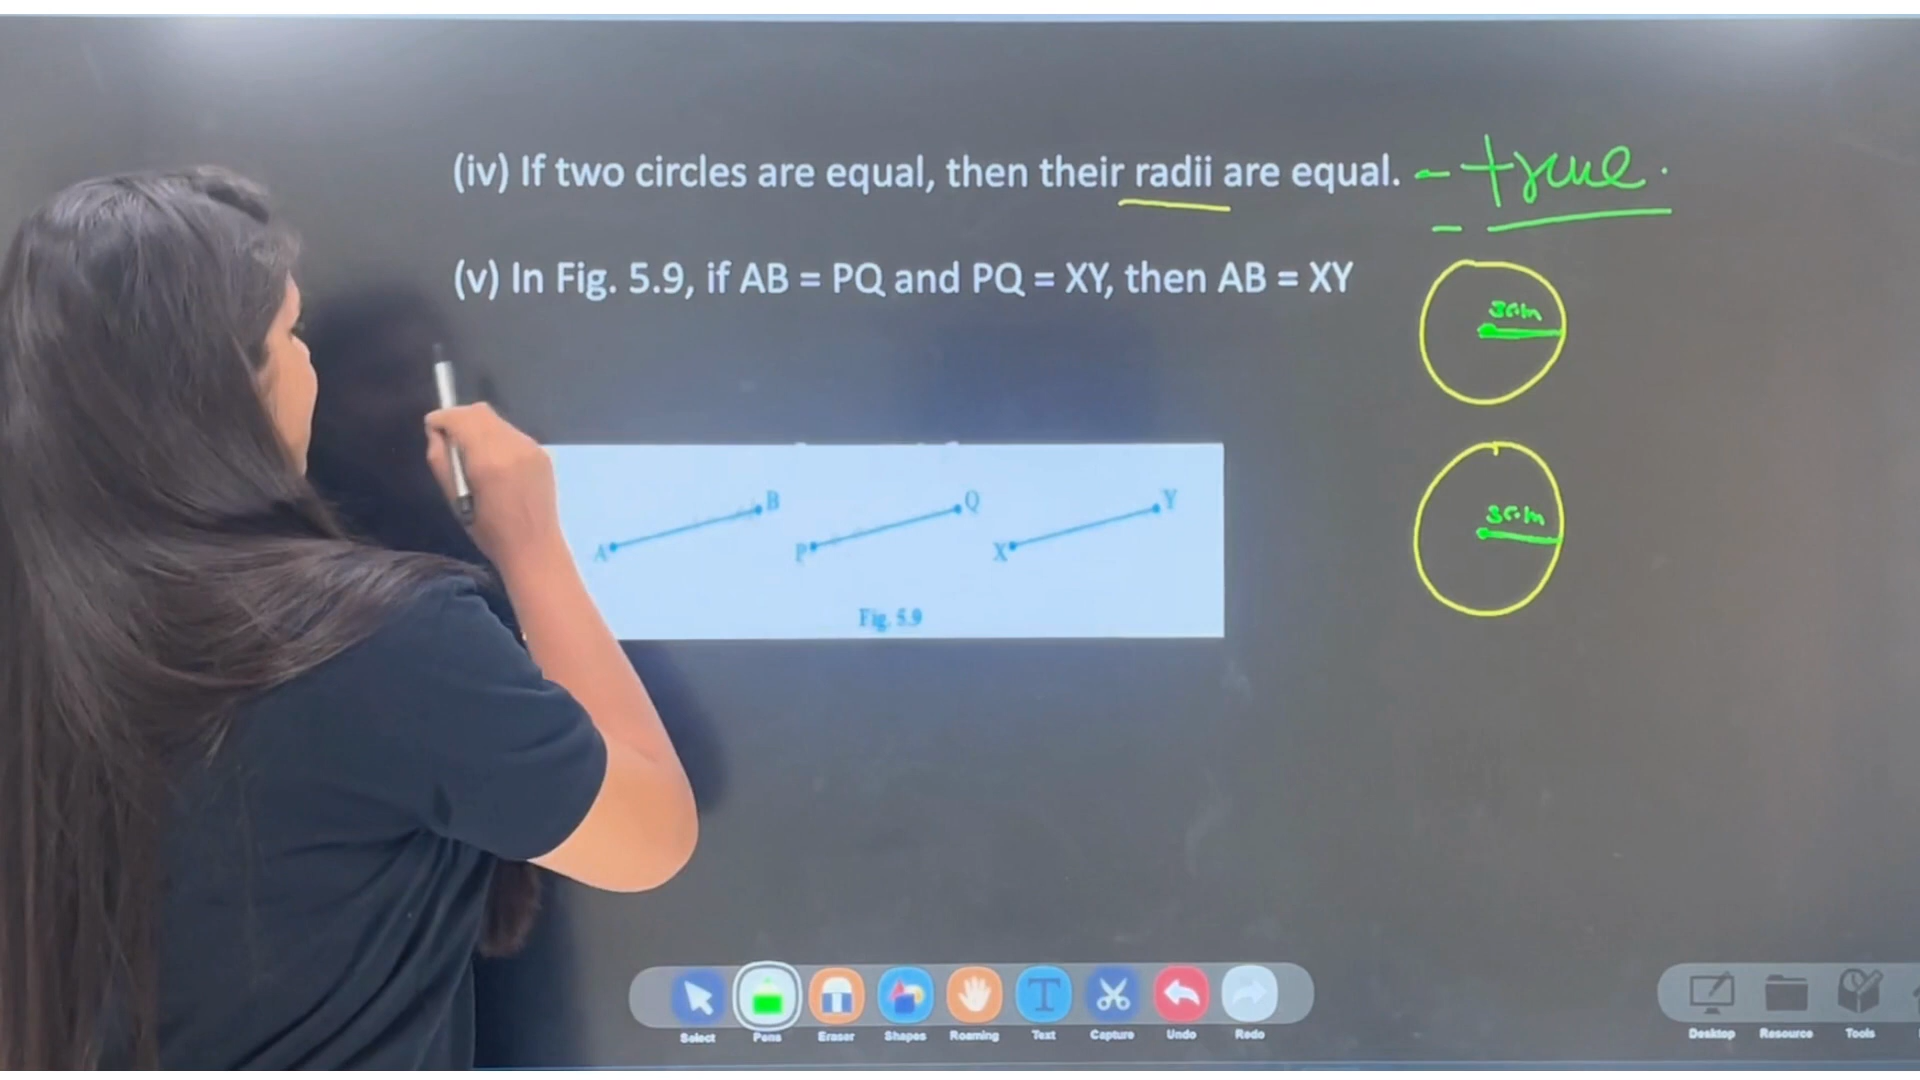 (iv) If two circles are equal, then their radii are equal. - true.
(v) In Fig. 5.9, if AB = PQ and PQ = XY, then AB = XY
3cm
3cm
A B P Q X Y
Fig. 5.9
Select Pens Eraser Shapes Roaming Text Capture Undo Redo
Desktop Resource Tools